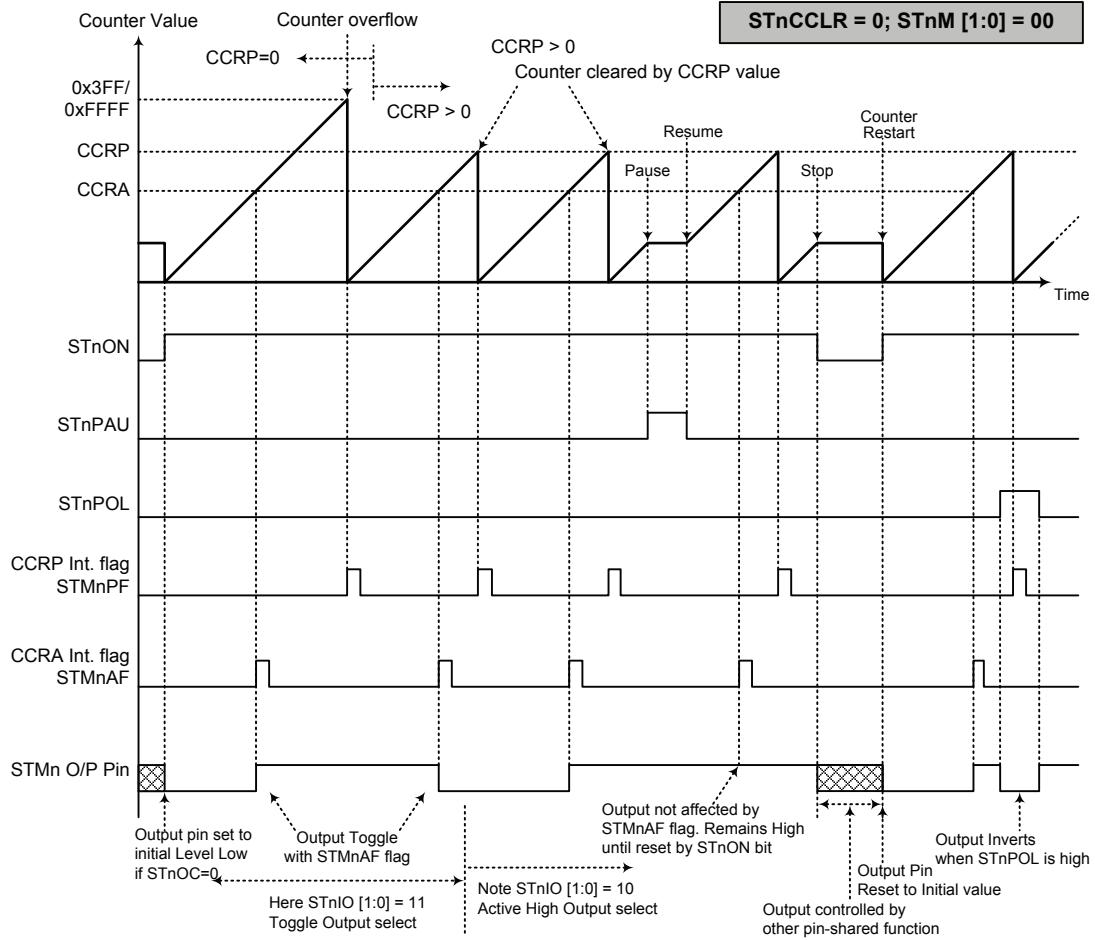 STnCCLR = 0; STnM [1:0] = 00
Counter Value
Counter overflow
CCRP=0
CCRP > 0
CCRP > 0
Counter cleared by CCRP value
0x3FF/
0xFFFF
CCRP
CCRA
Pause
Resume
Stop
Counter
Restart
Time
STnON
STnPAU
STnPOL
CCRP Int. flag
STMnPF
CCRA Int. flag
STMnAF
STMn O/P Pin
Output pin set to
initial Level Low
if STnOC=0
Output Toggle
with STMnAF flag
Here STnIO [1:0] = 11
Toggle Output select
Note STnIO [1:0] = 10
Active High Output select
Output not affected by
STMnAF flag. Remains High
until reset by STnON bit
Output controlled by
other pin-shared function
Output Pin
Reset to Initial value
Output Inverts
when STnPOL is high